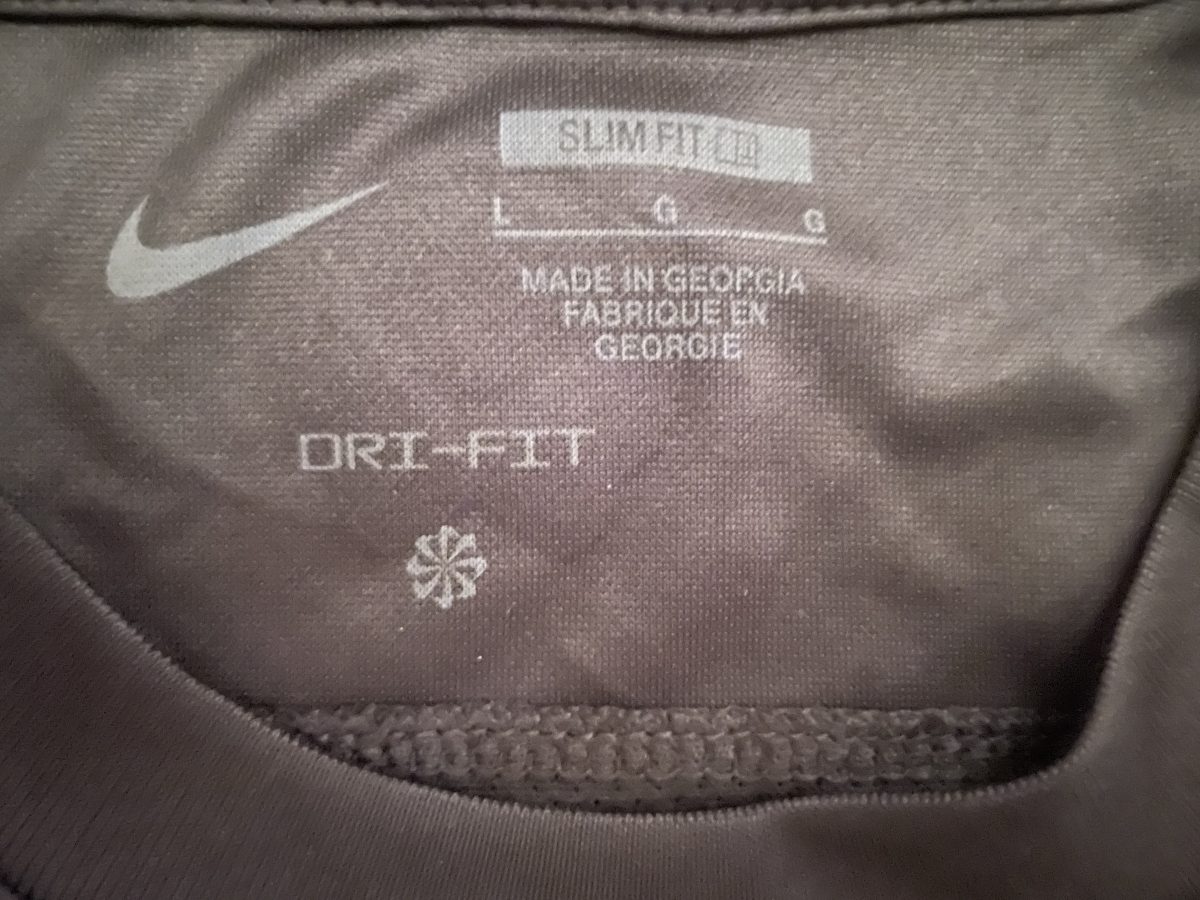 SLIM FIT
L G G
MADE IN GEORGIA
FABRIQUE EN
GEORGIE
DRI-FIT